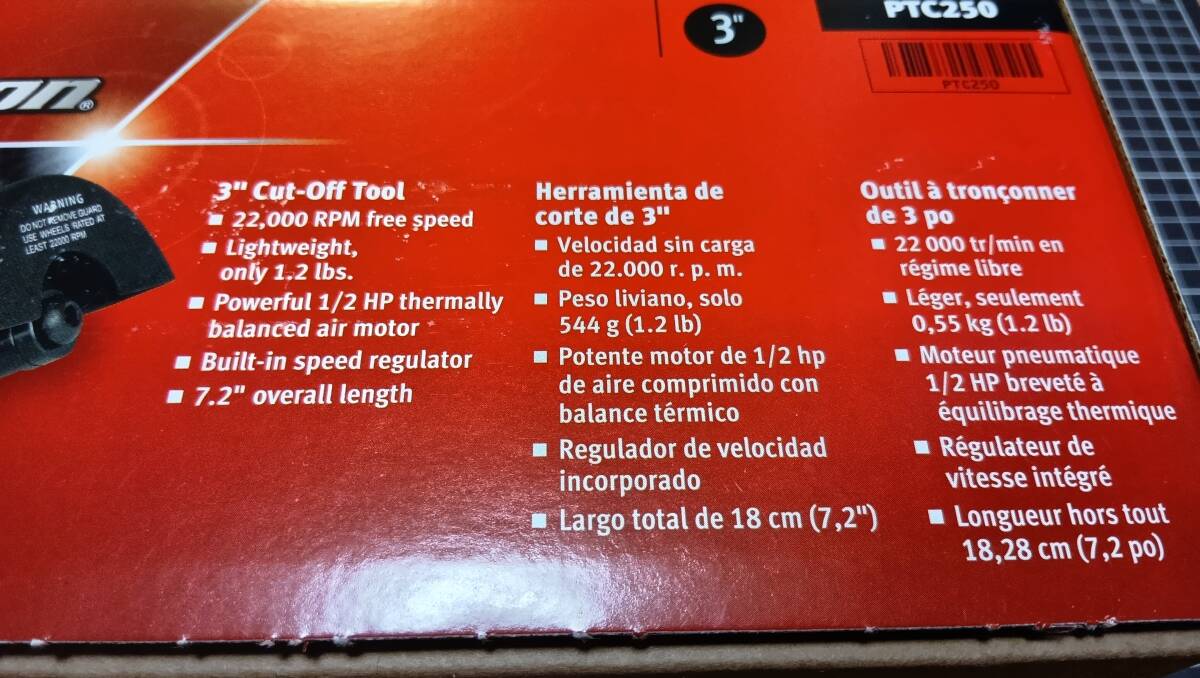 3"
PTC250
PTC250
on®
WARNING
DO NOT REMOVE GUARD
USE WHEELS RATED AT
LEAST 22000 RPM
3" Cut-Off Tool
■ 22,000 RPM free speed
■ Lightweight,
only 1.2 lbs.
■ Powerful 1/2 HP thermally
balanced air motor
■ Built-in speed regulator
■ 7.2" overall length
Herramienta de
corte de 3"
■ Velocidad sin carga
de 22.000 r. p. m.
■ Peso liviano, solo
544 g (1.2 lb)
■ Potente motor de 1/2 hp
de aire comprimido con
balance térmico
■ Regulador de velocidad
incorporado
■ Largo total de 18 cm (7,2")
Outil à tronçonner
de 3 po
■ 22 000 tr/min en
régime libre
■ Léger, seulement
0,55 kg (1.2 lb)
■ Moteur pneumatique
1/2 HP breveté à
équilibrage thermique
■ Régulateur de
vitesse intégré
■ Longueur hors tout
18,28 cm (7,2 po)